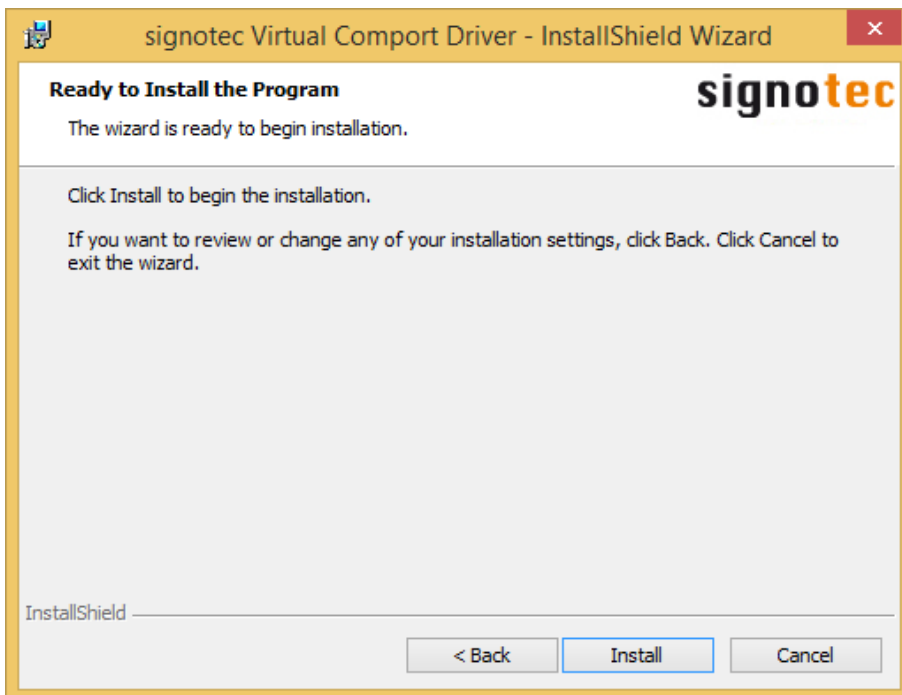 signotec Virtual Comport Driver - InstallShield Wizard
Ready to Install the Program
signotec
The wizard is ready to begin installation.
Click Install to begin the installation.
If you want to review or change any of your installation settings, click Back. Click Cancel to
exit the wizard.
InstallShield
< Back Install Cancel